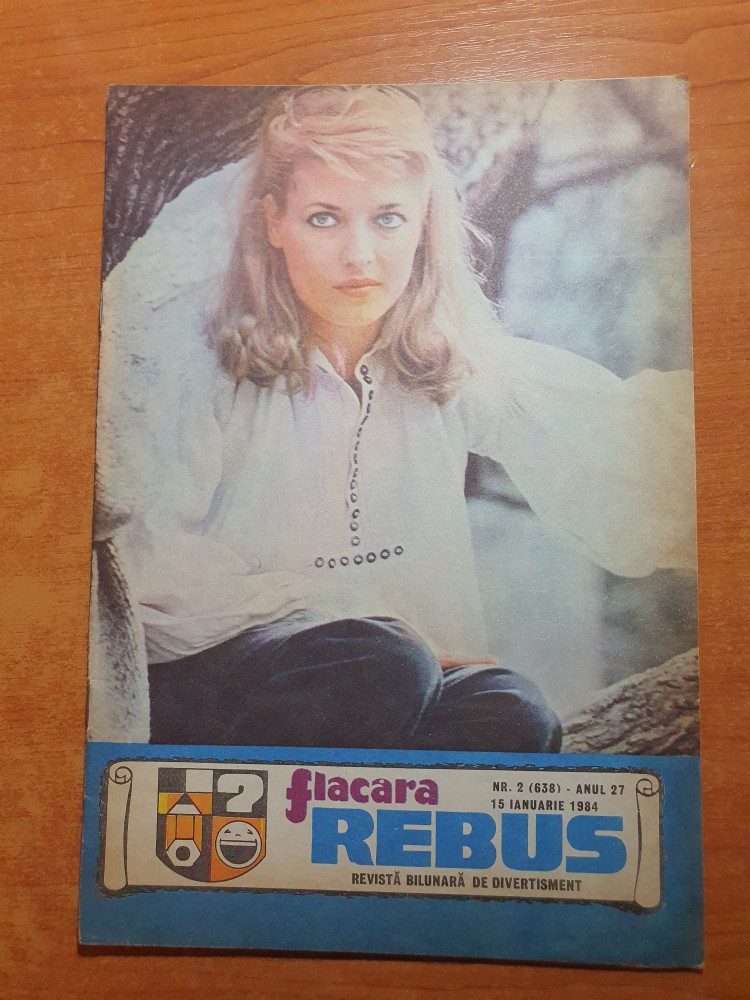 !?
flacara
NR. 2 (638) - ANUL 27
15 IANUARIE 1984
REBUS
REVISTĂ BILUNARĂ DE DIVERTISMENT